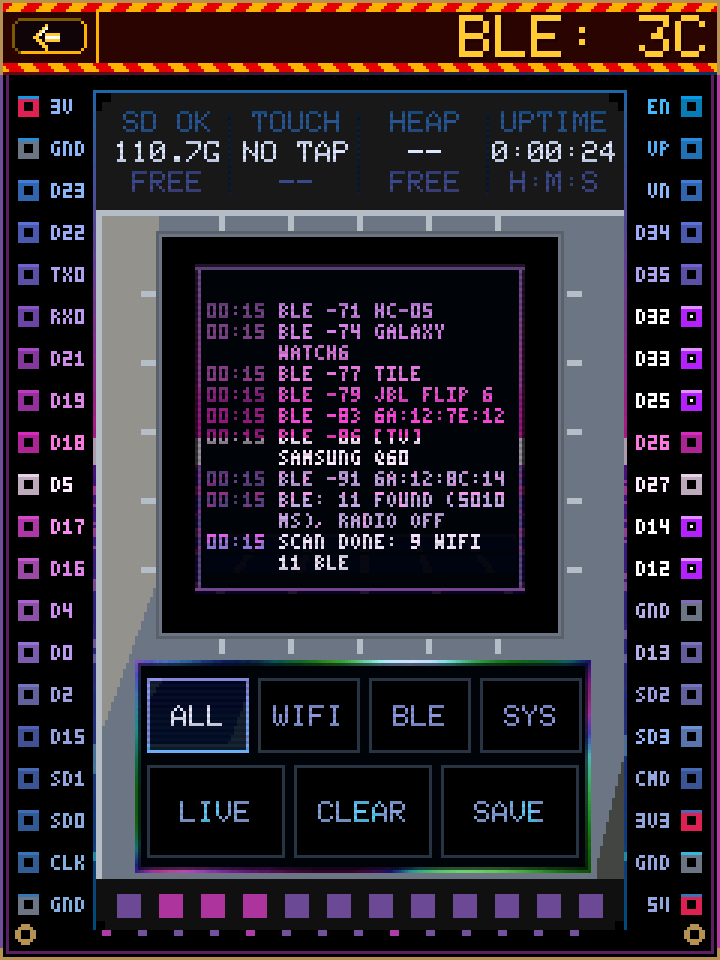 BLE: 3C
SD OK TOUCH HEAP UPTIME
110.7G NO TAP -- 0:00:24
FREE -- FREE H:M:S
3V
GND
D23
D22
TX0
RX0
D21
D19
D18
D5
D17
D16
D4
D0
D2
D15
SD1
SD0
CLK
GND
00:15 BLE -71 HC-05
00:15 BLE -74 GALAXY
WATCH6
00:15 BLE -77 TILE
00:15 BLE -79 JBL FLIP 6
00:15 BLE -83 6A:12:7E:12
00:15 BLE -86 [TV]
SAMSUNG Q60
00:15 BLE -91 6A:12:8C:14
00:15 BLE: 11 FOUND (5010
MS), RADIO OFF
00:15 SCAN DONE: 9 WIFI
11 BLE
ALL WIFI BLE SYS
LIVE CLEAR SAVE
EN
VP
VN
D34
D35
D32
D33
D25
D26
D27
D14
D12
GND
D13
SD2
SD3
CMD
3V3
GND
5V